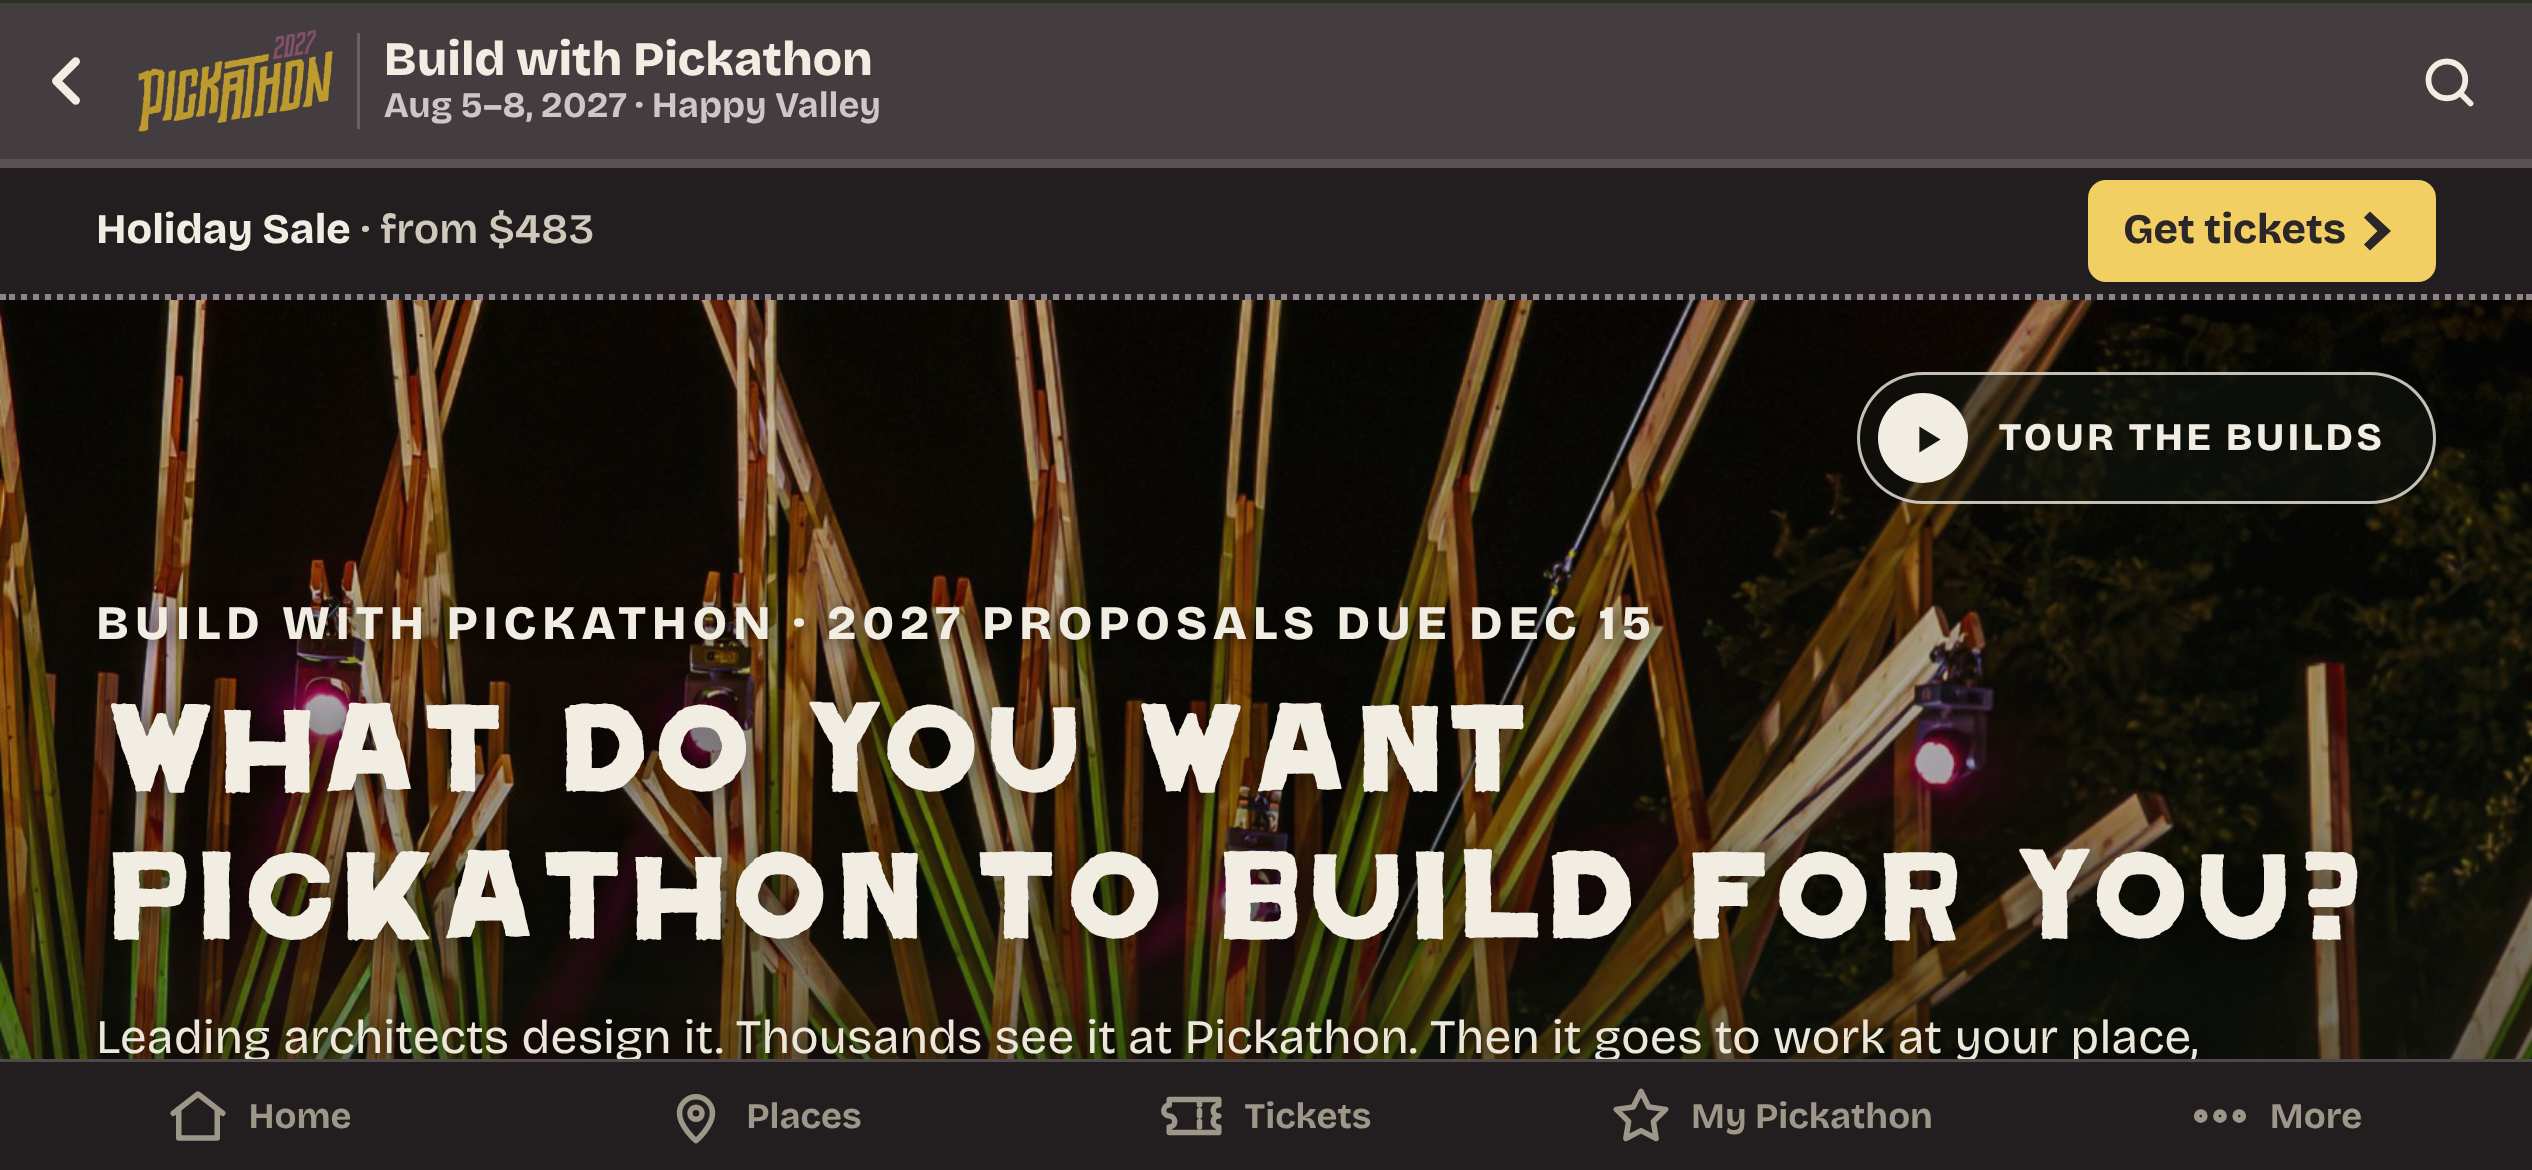 2027
PICKATHON
Build with Pickathon
Aug 5–8, 2027 · Happy Valley
Holiday Sale · from $483
Get tickets
TOUR THE BUILDS
BUILD WITH PICKATHON · 2027 PROPOSALS DUE DEC 15
WHAT DO YOU WANT
PICKATHON TO BUILD FOR YOU?
Leading architects design it. Thousands see it at Pickathon. Then it goes to work at your place,
Home
Places
Tickets
My Pickathon
More